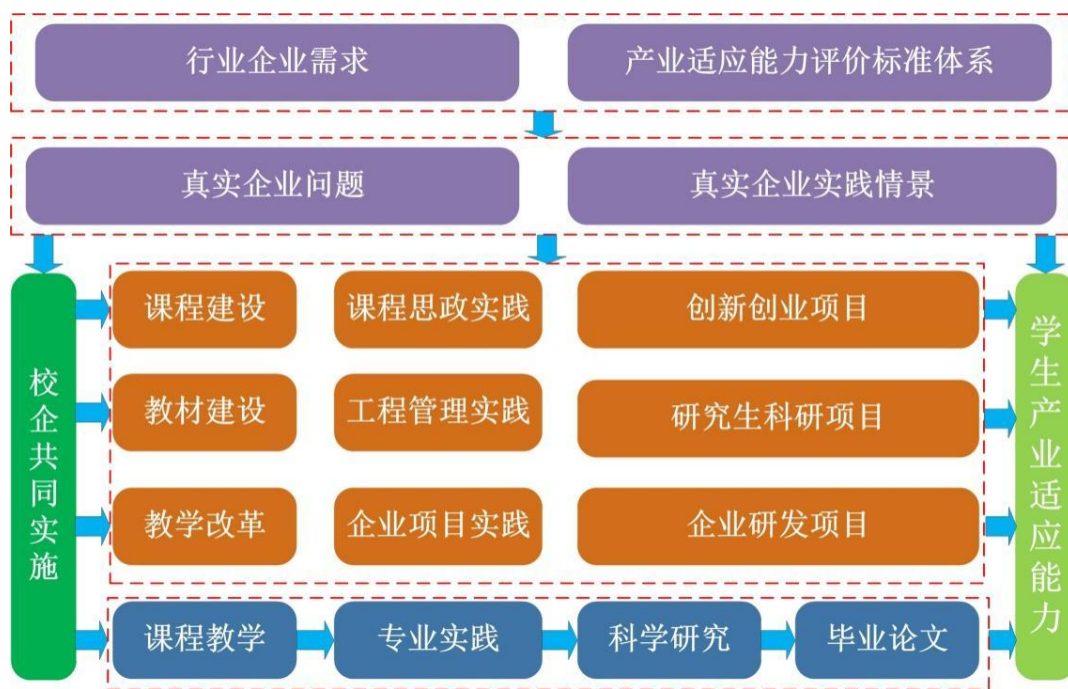 行业企业需求
产业适应能力评价标准体系
真实企业问题
真实企业实践情景
校企共同实施
课程建设
课程思政实践
创新创业项目
教材建设
工程管理实践
研究生科研项目
教学改革
企业项目实践
企业研发项目
课程教学
专业实践
科学研究
毕业论文
学生产业适应能力